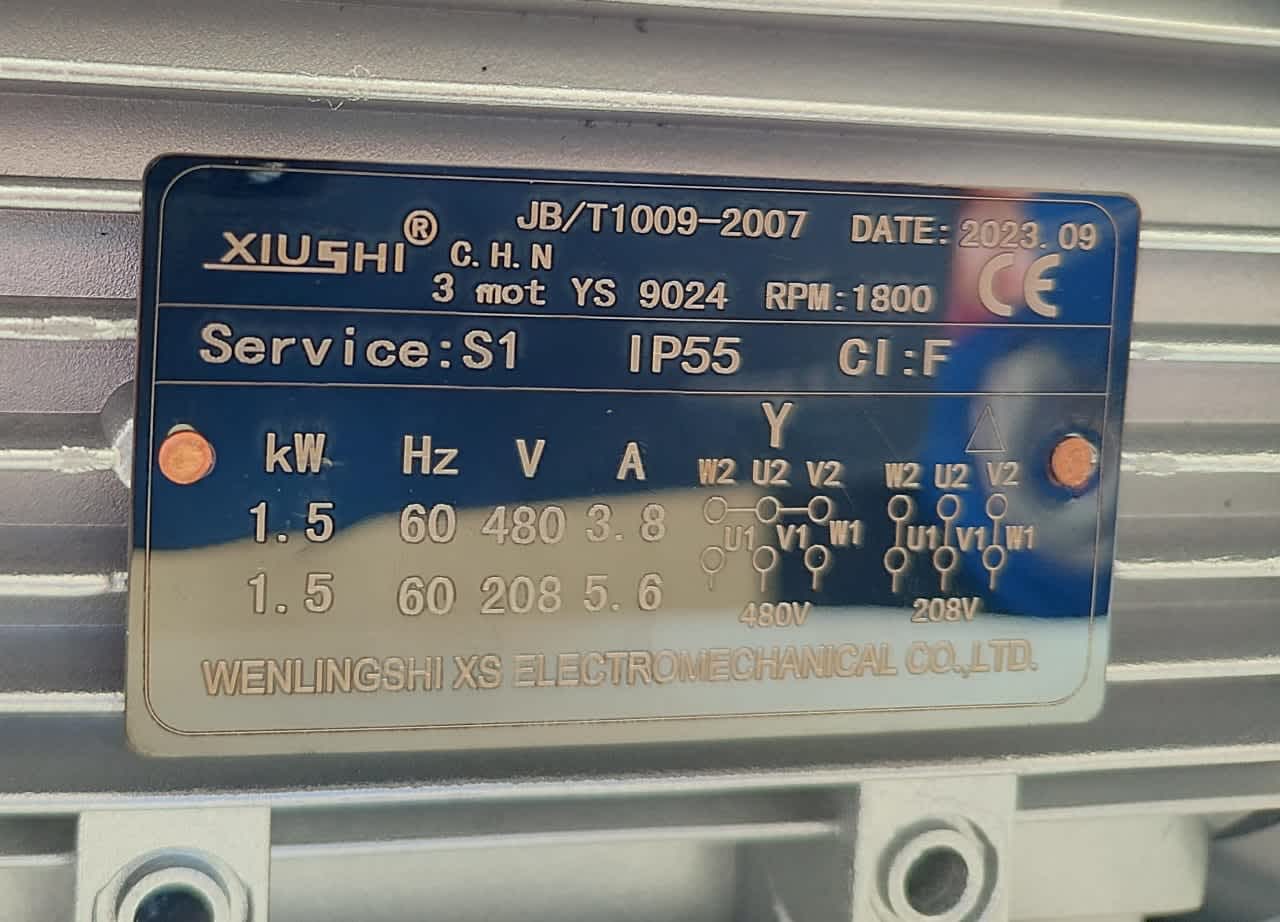 JB/T1009-2007 DATE: 2023.09
XIUSHI® C.H.N
3 mot YS 9024 RPM:1800 CE
Service:S1 IP55 CI:F
Y △
kW Hz V A W2 U2 V2 W2 U2 V2
1.5 60 480 3.8 U1 V1 W1 U1 V1 W1
1.5 60 208 5.6 480V 208V
WENLINGSHI XS ELECTROMECHANICAL CO.,LTD.